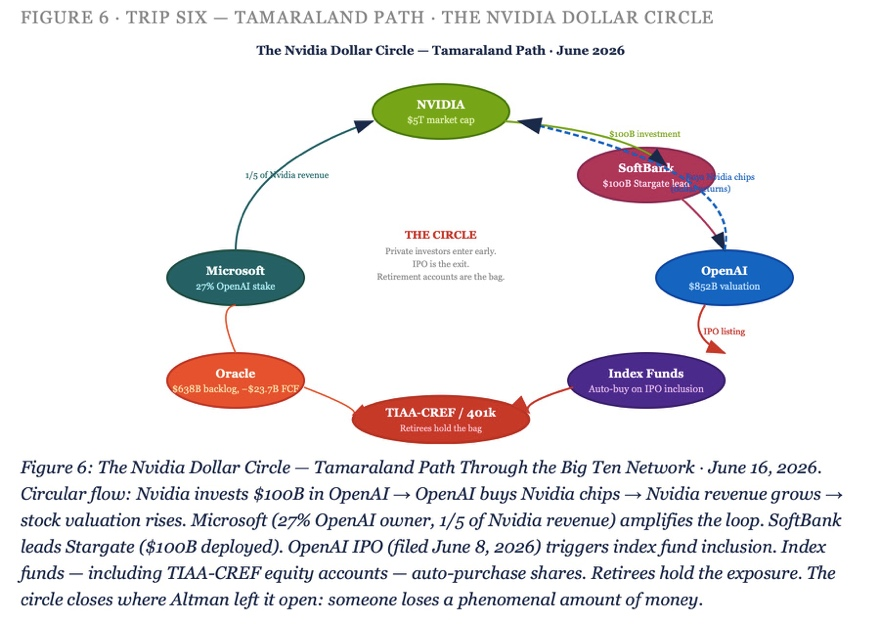 FIGURE 6 · TRIP SIX — TAMARALAND PATH · THE NVIDIA DOLLAR CIRCLE
The Nvidia Dollar Circle — Tamaraland Path · June 2026
NVIDIA
$5T market cap
$100B investment
SoftBank
$100B Stargate lead
Nvidia chips
1/5 of Nvidia revenue
THE CIRCLE
Private investors enter early.
IPO is the exit.
Retirement accounts are the bag.
Microsoft
27% OpenAI stake
OpenAI
$852B valuation
IPO listing
Oracle
$638B backlog, −$23.7B FCF
Index Funds
Auto-buy on IPO inclusion
TIAA-CREF / 401k
Retirees hold the bag
Figure 6: The Nvidia Dollar Circle — Tamaraland Path Through the Big Ten Network · June 16, 2026.
Circular flow: Nvidia invests $100B in OpenAI → OpenAI buys Nvidia chips → Nvidia revenue grows →
stock valuation rises. Microsoft (27% OpenAI owner, 1/5 of Nvidia revenue) amplifies the loop. SoftBank
leads Stargate ($100B deployed). OpenAI IPO (filed June 8, 2026) triggers index fund inclusion. Index
funds — including TIAA-CREF equity accounts — auto-purchase shares. Retirees hold the exposure. The
circle closes where Altman left it open: someone loses a phenomenal amount of money.